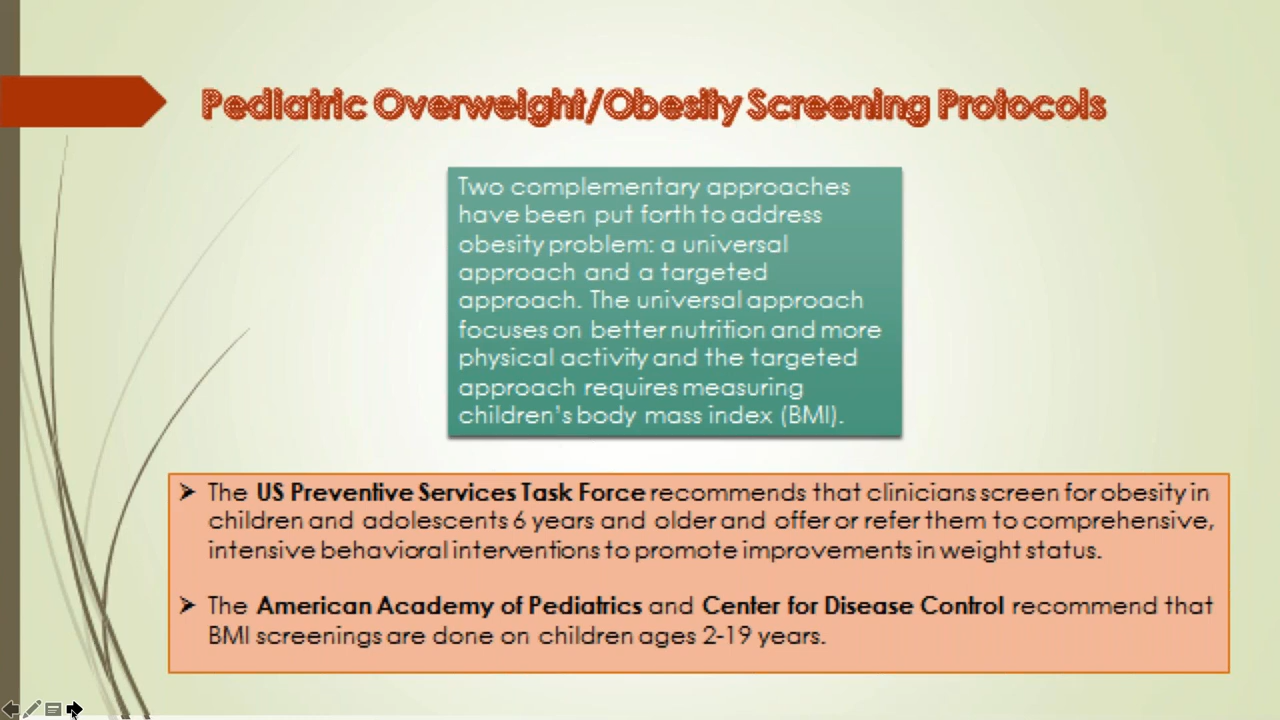 Pediatric Overweight/Obesity Screening Protocols
Two complementary approaches
have been put forth to address
obesity problem: a universal
approach and a targeted
approach. The universal approach
focuses on better nutrition and more
physical activity and the targeted
approach requires measuring
children's body mass index (BMI).
The US Preventive Services Task Force recommends that clinicians screen for obesity in
children and adolescents 6 years and older and offer or refer them to comprehensive,
intensive behavioral interventions to promote improvements in weight status.
The American Academy of Pediatrics and Center for Disease Control recommend that
BMI screenings are done on children ages 2-19 years.